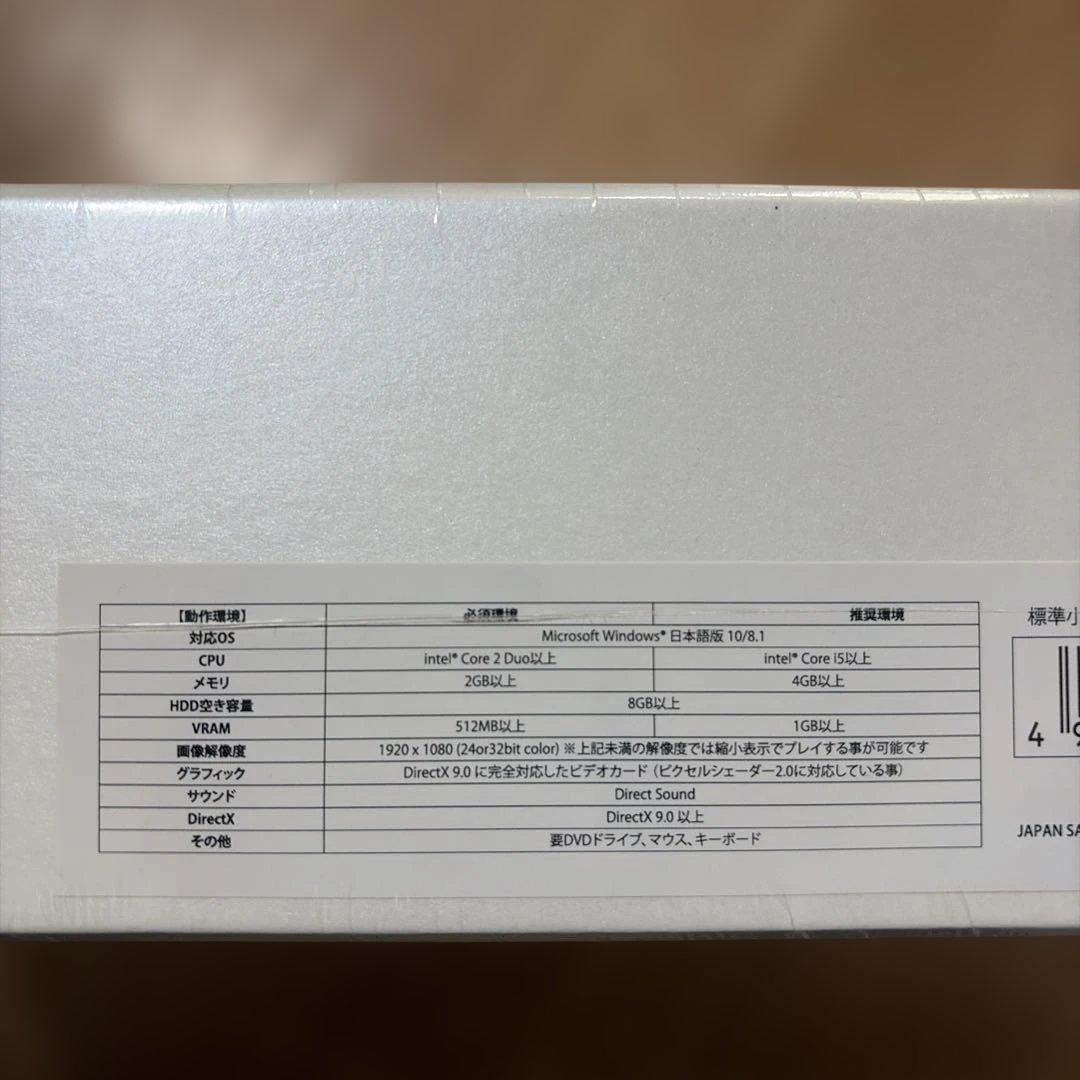 【動作環境】 必須環境 推奨環境
対応OS Microsoft Windows® 日本語版 10/8.1
CPU intel® Core 2 Duo以上 intel® Core i5以上
メモリ 2GB以上 4GB以上
HDD空き容量 8GB以上
VRAM 512MB以上 1GB以上
画像解像度 1920 x 1080 (24or32bit color) ※上記未満の解像度では縮小表示でプレイする事が可能です
グラフィック DirectX 9.0 に完全対応したビデオカード (ピクセルシェーダー2.0に対応している事)
サウンド Direct Sound
DirectX DirectX 9.0 以上
その他 要DVDドライブ、マウス、キーボード
標準小
4
JAPAN SA